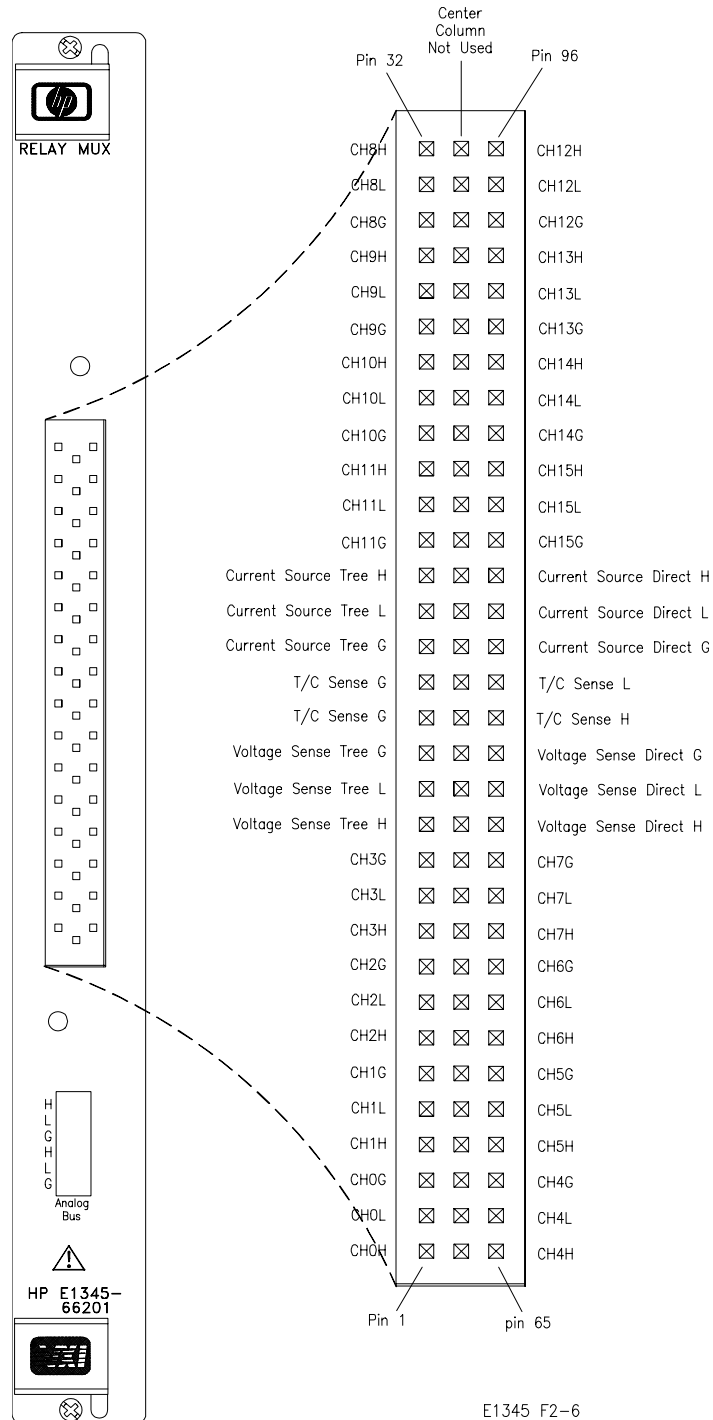 Center
Column
Not Used
Pin 32
Pin 96
hp
RELAY MUX
CH8H CH12H
CH8L CH12L
CH8G CH12G
CH9H CH13H
CH9L CH13L
CH9G CH13G
CH10H CH14H
CH10L CH14L
CH10G CH14G
CH11H CH15H
CH11L CH15L
CH11G CH15G
Current Source Tree H Current Source Direct H
Current Source Tree L Current Source Direct L
Current Source Tree G Current Source Direct G
T/C Sense G T/C Sense L
T/C Sense G T/C Sense H
Voltage Sense Tree G Voltage Sense Direct G
Voltage Sense Tree L Voltage Sense Direct L
Voltage Sense Tree H Voltage Sense Direct H
CH3G CH7G
CH3L CH7L
CH3H CH7H
CH2G CH6G
CH2L CH6L
CH2H CH6H
CH1G CH5G
CH1L CH5L
CH1H CH5H
CH0G CH4G
CH0L CH4L
CH0H CH4H
Pin 1
pin 65
H
L
G
H
L
G
Analog
Bus
HP E1345-
66201
VXI
E1345 F2-6